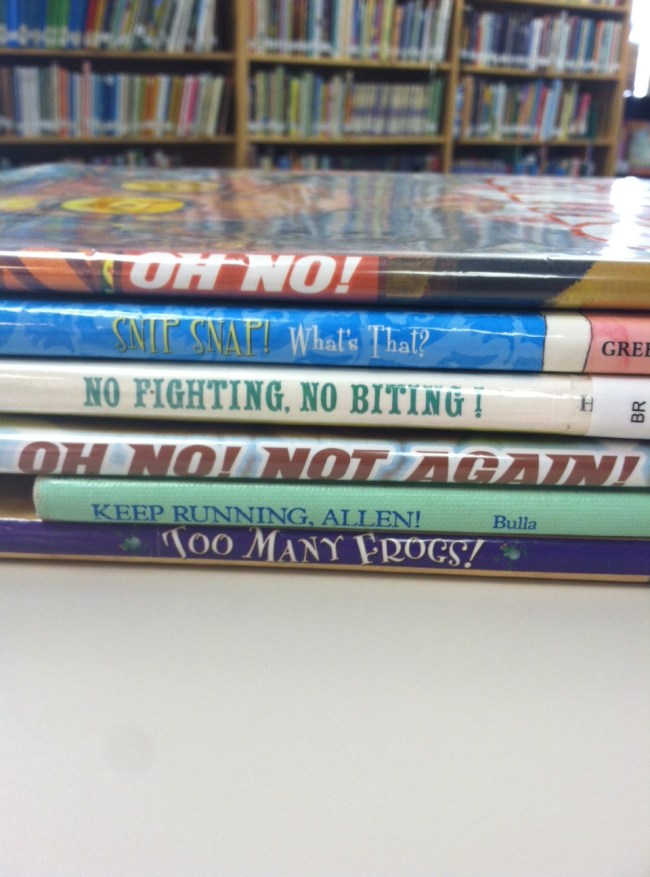 OH NO!
SNIP SNAP! What's That?
GREE
NO FIGHTING, NO BITING! H BR
OH NO! NOT AGAIN!
KEEP RUNNING, ALLEN! Bulla
TOO MANY FROGS!